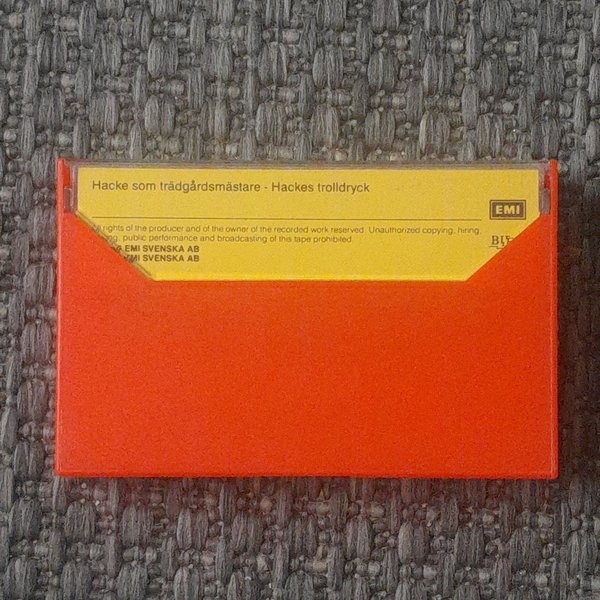 Hacke som trädgårdsmästare - Hackes trolldryck
EMI
All rights of the producer and of the owner of the recorded work reserved. Unauthorized copying, hiring,
public performance and broadcasting of this tape prohibited.
EMI SVENSKA AB
EMI SVENSKA AB